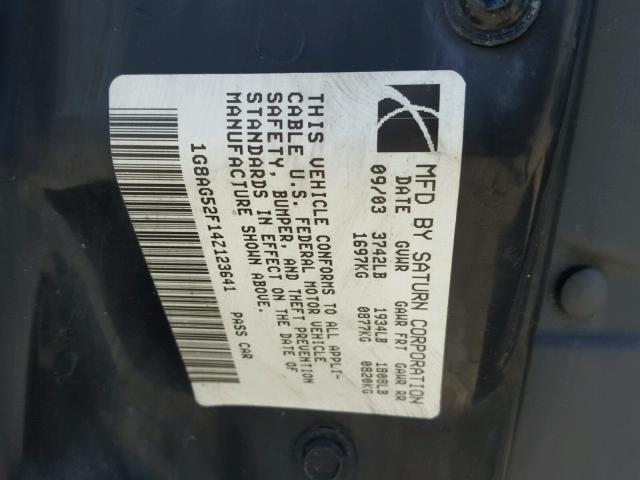 MFD BY SATURN CORPORATION
DATE GVWR GAWR FRT GAWR RR
09/03 3742LB 1934LB 1808LB
1697KG 0877KG 0820KG
THIS VEHICLE CONFORMS TO ALL APPLI-
CABLE U.S. FEDERAL MOTOR VEHICLE
SAFETY, BUMPER, AND THEFT PREVENTION
STANDARDS IN EFFECT ON THE DATE OF
MANUFACTURE SHOWN ABOVE.
1G8AG52F14Z123641 PASS CAR